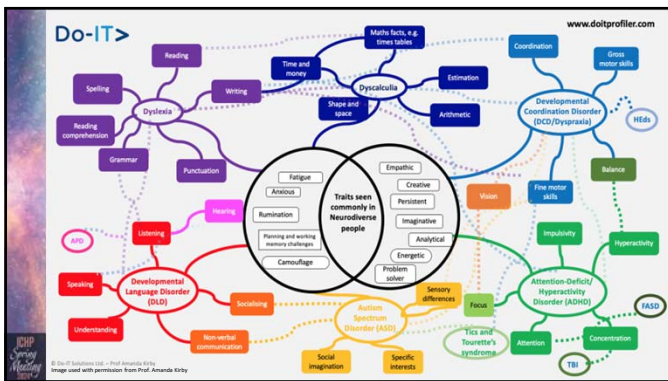 Do-IT>
www.doitprofiler.com
Maths facts, e.g.
times tables
Reading
Coordination
Gross
motor skills
Time and
money
Spelling
Writing
Dyscalculia
Estimation
Dyslexia
Developmental
Coordination Disorder
(DCD/Dyspraxia)
HEds
Shape and
space
Arithmetic
Reading
comprehension
Grammar
Punctuation
Fatigue
Anxious
Rumination
Planning and working
memory challenges
Camouflage
Traits seen
commonly in
Neurodiverse
people
Empathic
Creative
Persistent
Imaginative
Analytical
Energetic
Problem
solver
Vision
Fine motor
skills
Balance
Hearing
Listening
APD
Impulsivity
Hyperactivity
Speaking
Developmental
Language Disorder
(DLD)
Understanding
Socialising
Non-verbal
communication
Sensory
differences
Autism
Spectrum
Disorder (ASD)
Social
imagination
Specific
interests
Focus
Attention-Deficit/
Hyperactivity
Disorder (ADHD)
FASD
Tics and
Tourette's
syndrome
Attention
Concentration
TBI
JCHP
Spring
Meeting
2024
© Do-IT Solutions Ltd. – Prof Amanda Kirby
Image used with permission from Prof. Amanda Kirby